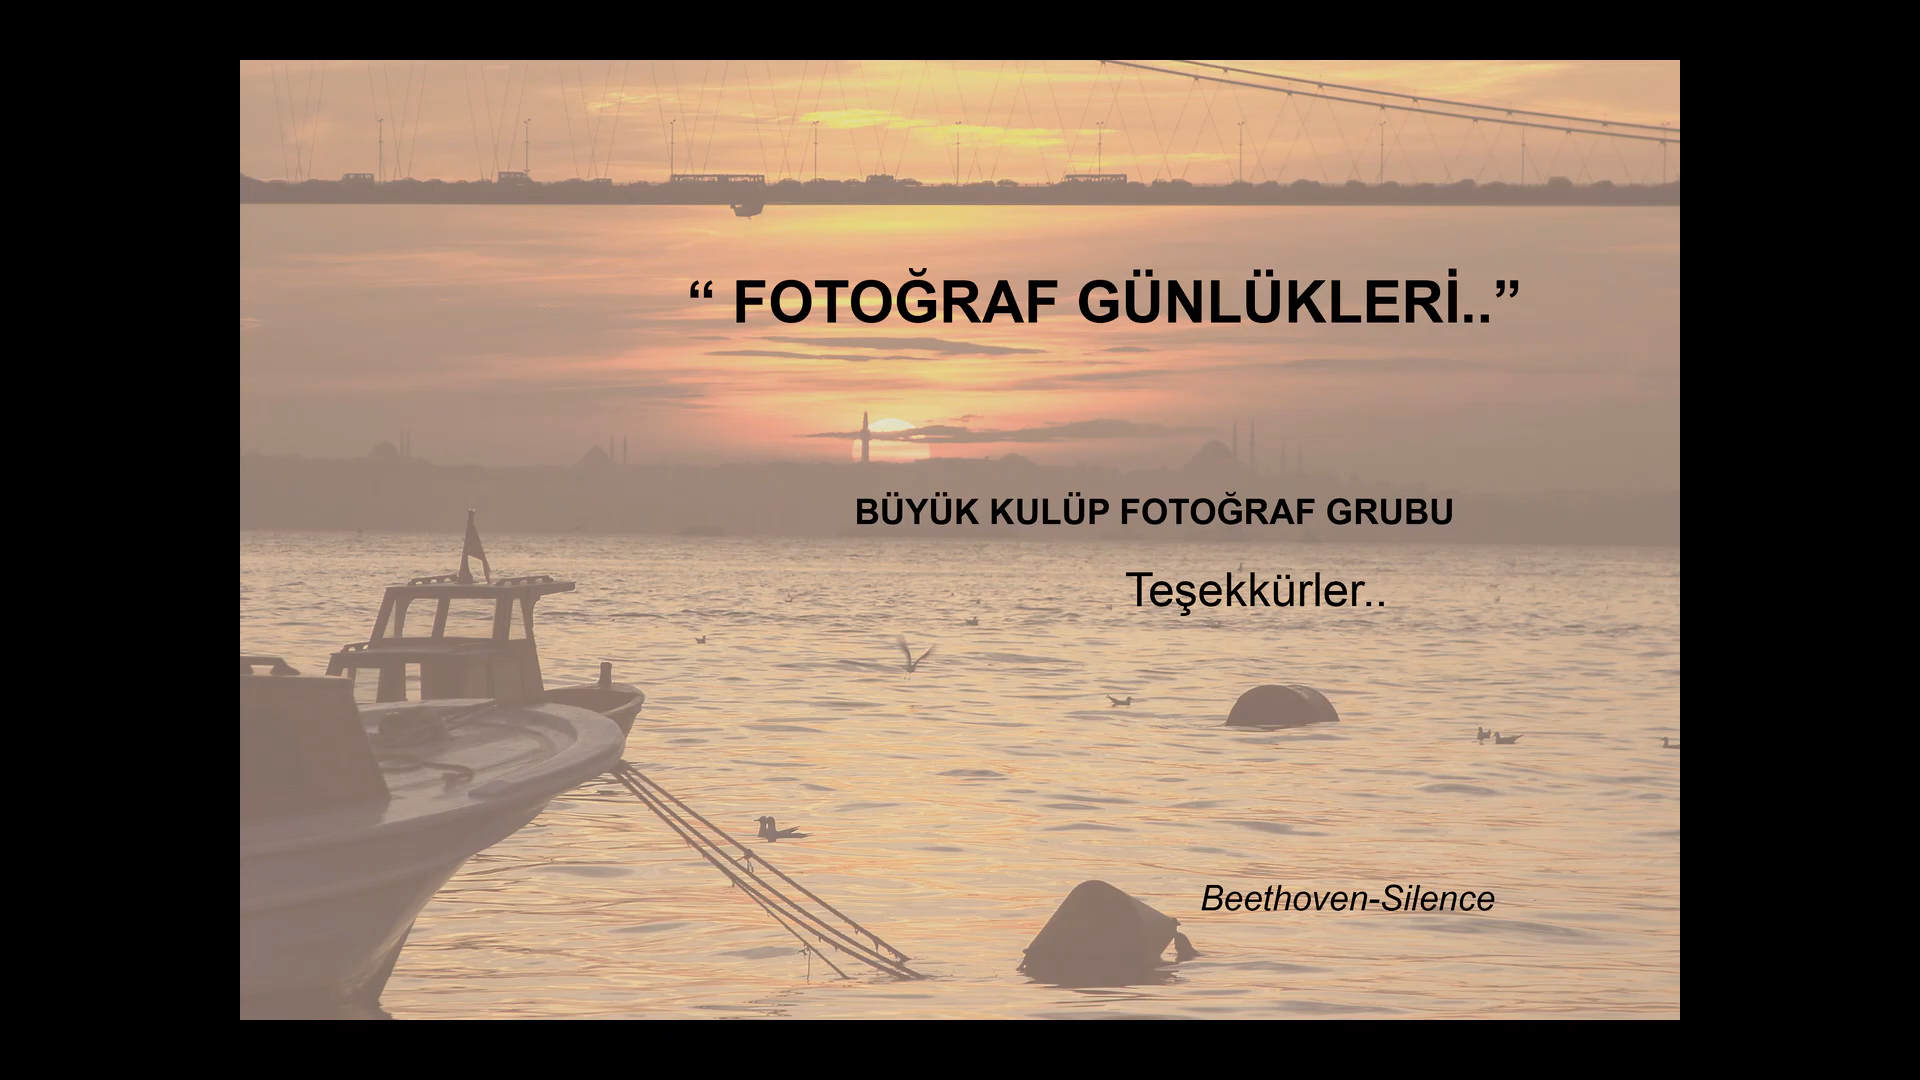 “ FOTOĞRAF GÜNLÜKLERİ..”
BÜYÜK KULÜP FOTOĞRAF GRUBU
Teşekkürler..
Beethoven-Silence